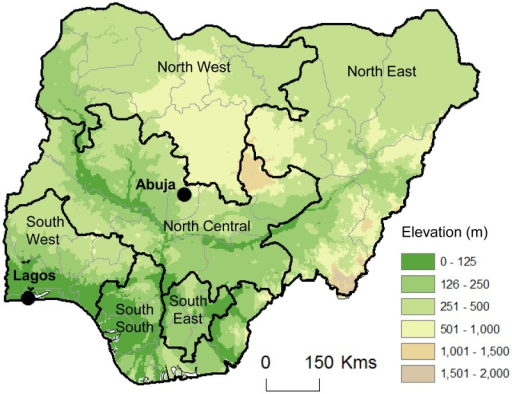 North West
North East
Abuja
North Central
South
West
Lagos
South
South
South
East
Elevation (m)
0 - 125
126 - 250
251 - 500
501 - 1,000
1,001 - 1,500
1,501 - 2,000
0 150 Kms